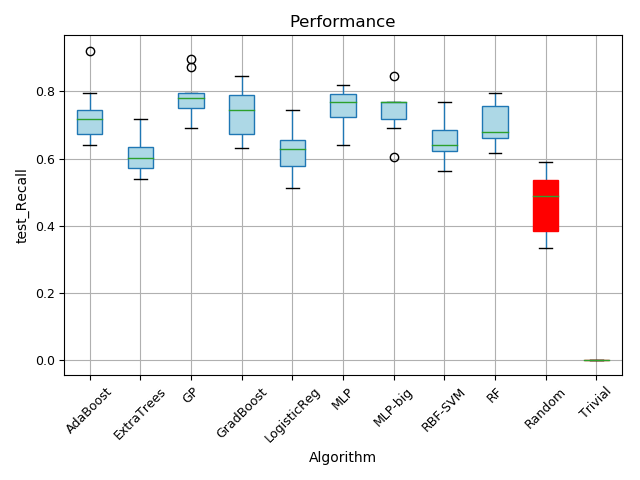 Performance
test_Recall
0.8
0.6
0.4
0.2
0.0
AdaBoost
ExtraTrees
GP
GradBoost
LogisticReg
MLP
MLP-big
RBF-SVM
RF
Random
Trivial
Algorithm